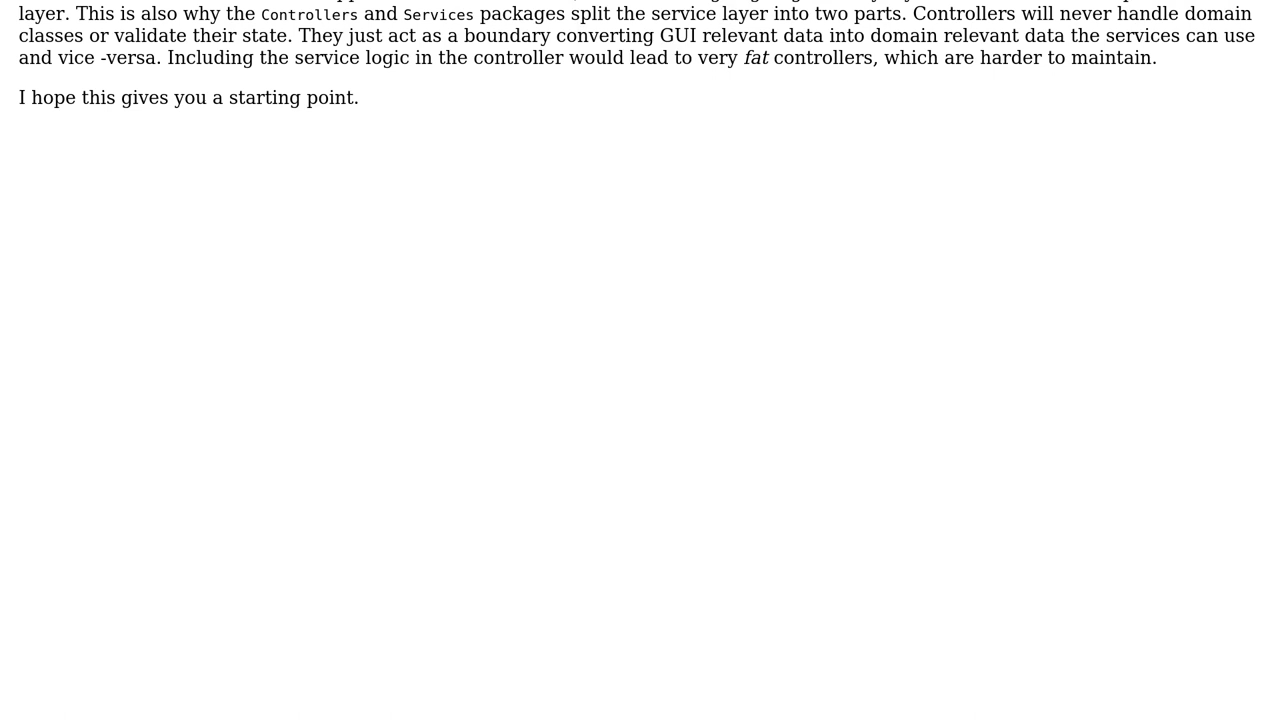 layer. This is also why the Controllers and Services packages split the service layer into two parts. Controllers will never handle domain
classes or validate their state. They just act as a boundary converting GUI relevant data into domain relevant data the services can use
and vice -versa. Including the service logic in the controller would lead to very fat controllers, which are harder to maintain.
I hope this gives you a starting point.